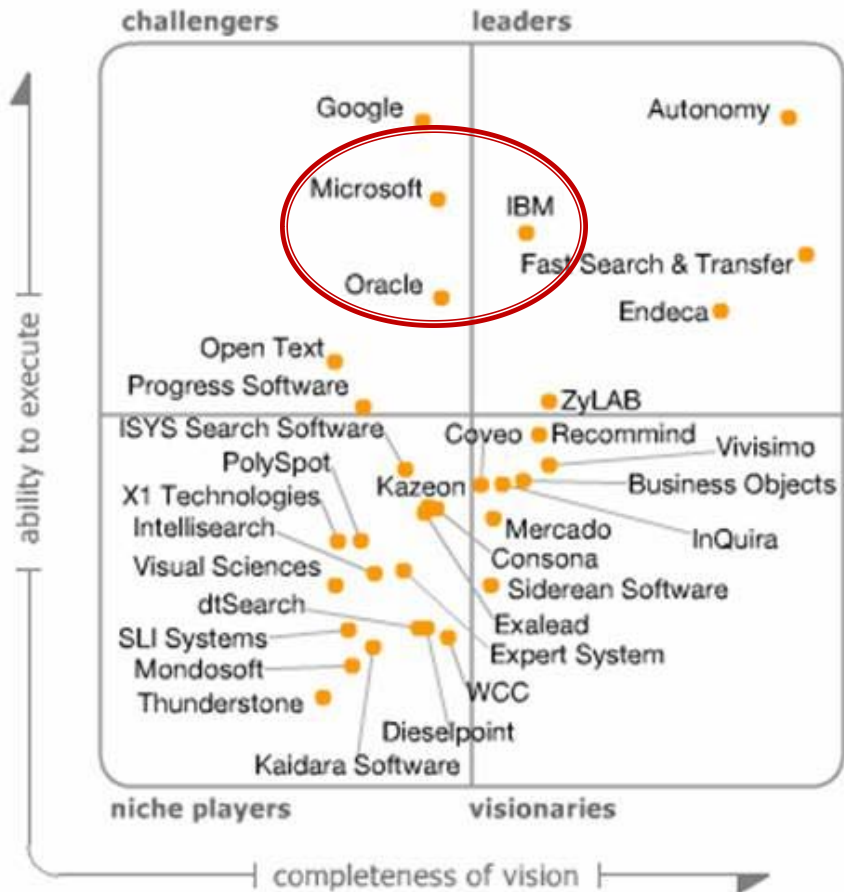 challengers
leaders
Google
Autonomy
Microsoft
IBM
Fast Search & Transfer
Oracle
Endeca
Open Text
Progress Software
ZyLAB
ISYS Search Software
Coveo
Recommind
Vivisimo
PolySpot
Kazeon
Business Objects
X1 Technologies
Intellisearch
Mercado
InQuira
Consona
Visual Sciences
Siderean Software
dtSearch
Exalead
SLI Systems
Expert System
Mondosoft
WCC
Thunderstone
Dieselpoint
Kaidara Software
niche players
visionaries
ability to execute
completeness of vision